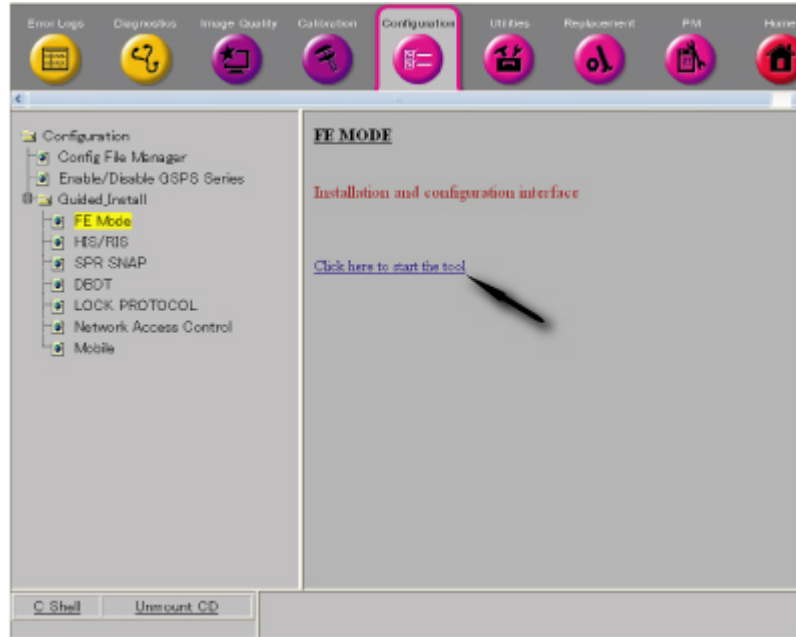 Error Logs
Diagnostics
Image Quality
Calibration
Configuration
Utilities
Replacement
PM
Home
Configuration
Config File Manager
Enable/Disable GSPS Series
Guided_Install
FE Mode
HIS/RIS
SPR SNAP
DBDT
LOCK PROTOCOL
Network Access Control
Mobile
FE MODE
Installation and configuration interface
Click here to start the tool
C Shell
Unmount CD